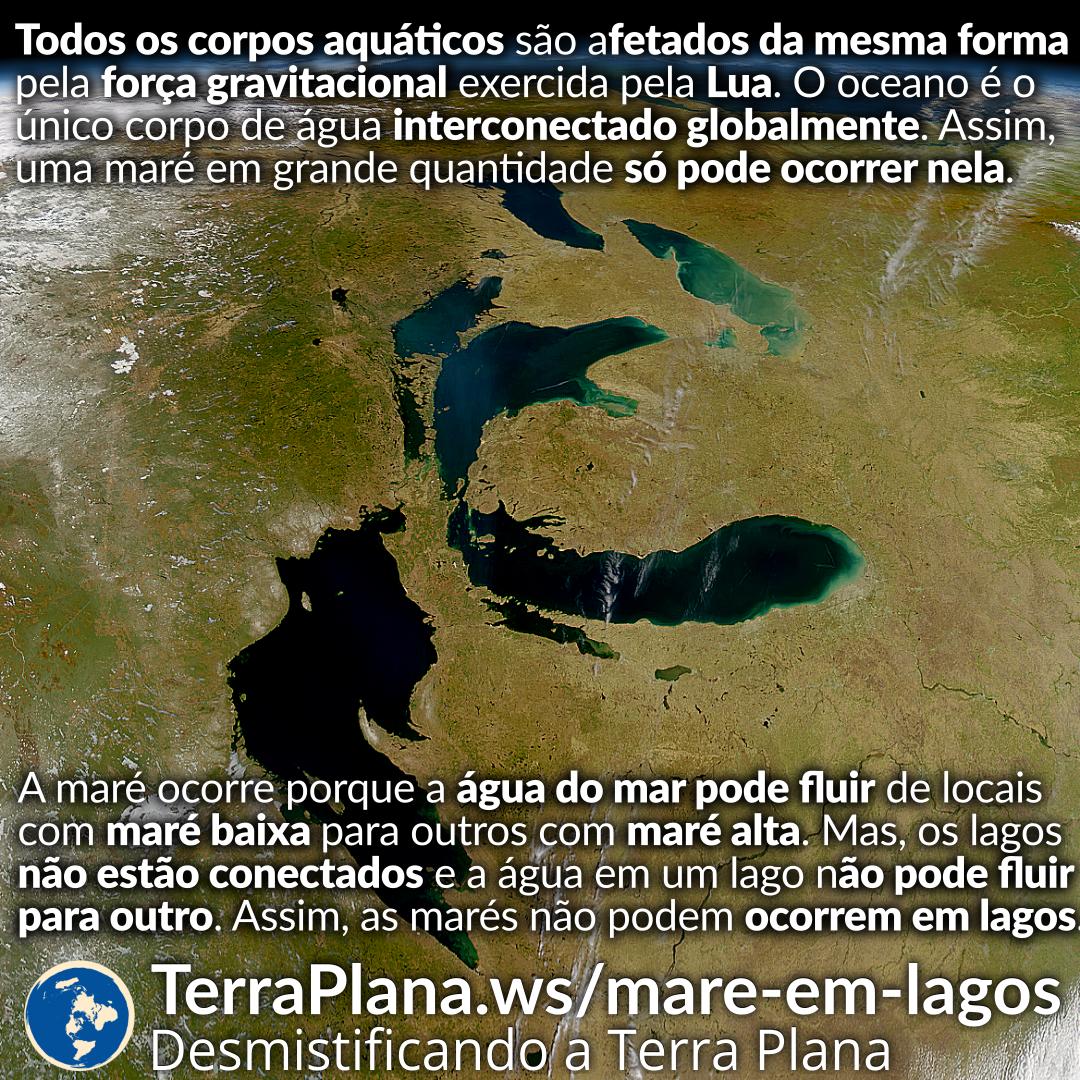 Todos os corpos aquáticos são afetados da mesma forma
pela força gravitacional exercida pela Lua. O oceano é o
único corpo de água interconectado globalmente. Assim,
uma maré em grande quantidade só pode ocorrer nela.
A maré ocorre porque a água do mar pode fluir de locais
com maré baixa para outros com maré alta. Mas, os lagos
não estão conectados e a água em um lago não pode fluir
para outro. Assim, as marés não podem ocorrem em lagos.
TerraPlana.ws/mare-em-lagos
Desmistificando a Terra Plana